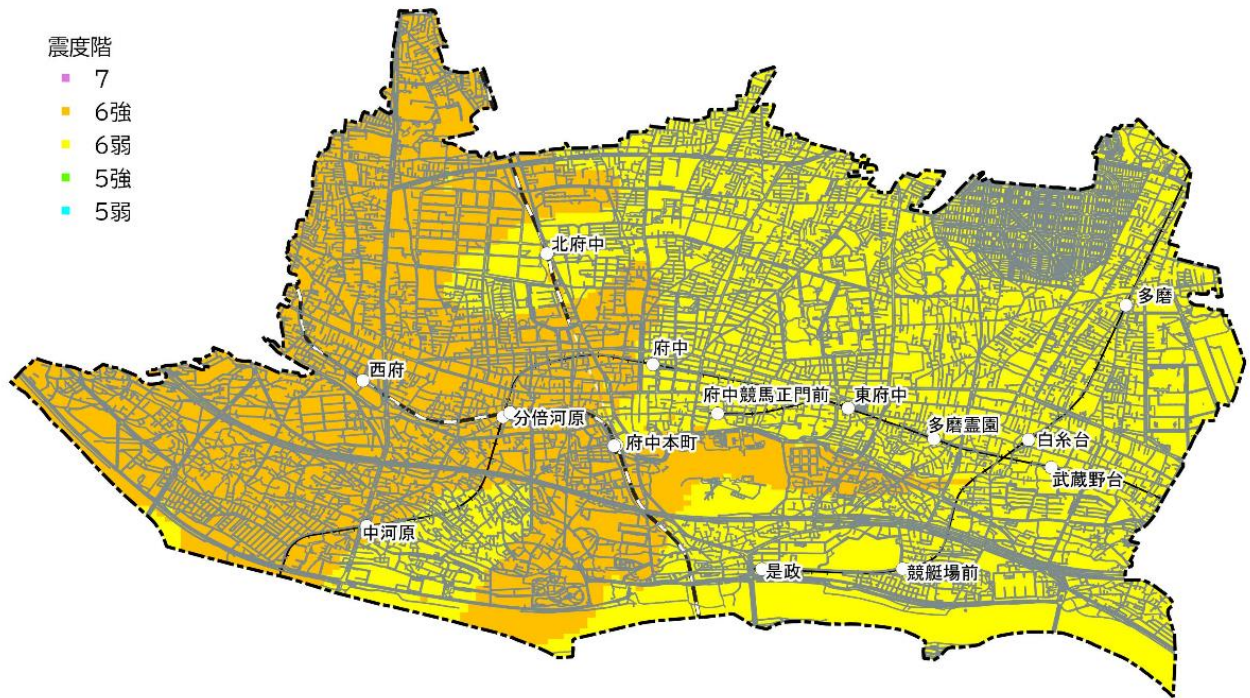 震度階
7
6強
6弱
5強
5弱
北府中
多磨
府中
西府
府中競馬正門前
東府中
分倍河原
多磨霊園
白糸台
府中本町
武蔵野台
中河原
是政
競艇場前